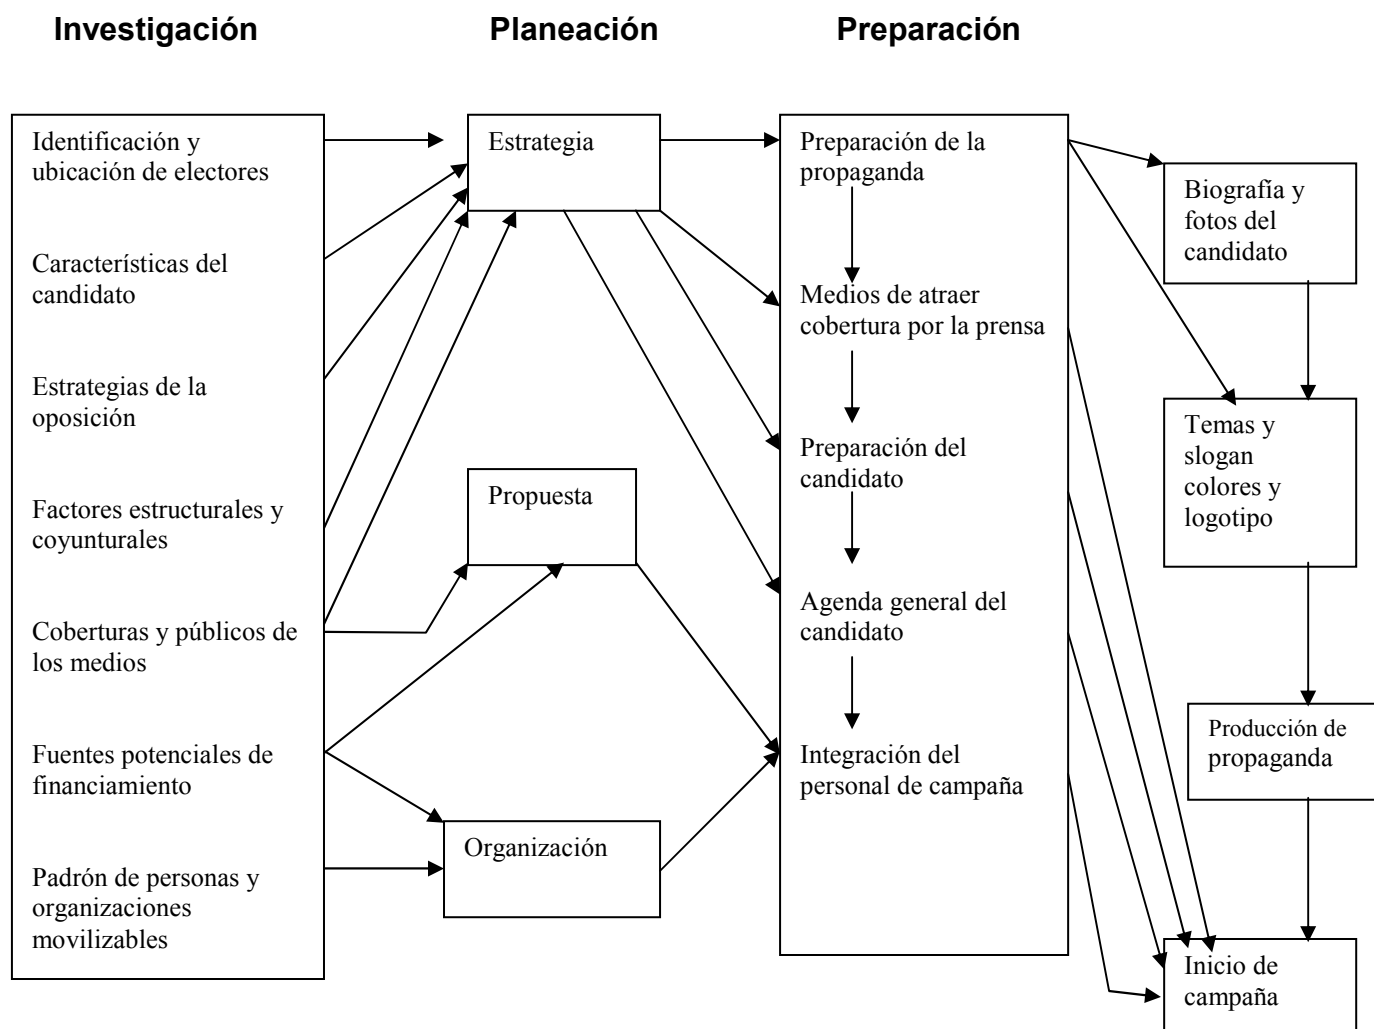 Investigación
Planeación
Preparación
Identificación y
ubicación de electores
Características del
candidato
Estrategias de la
oposición
Factores estructurales y
coyunturales
Coberturas y públicos de
los medios
Fuentes potenciales de
financiamiento
Padrón de personas y
organizaciones
movilizables
Estrategia
Propuesta
Organización
Preparación de la
propaganda
Medios de atraer
cobertura por la prensa
Preparación del
candidato
Agenda general del
candidato
Integración del
personal de campaña
Biografía y
fotos del
candidato
Temas y
slogan
colores y
logotipo
Producción de
propaganda
Inicio de
campaña